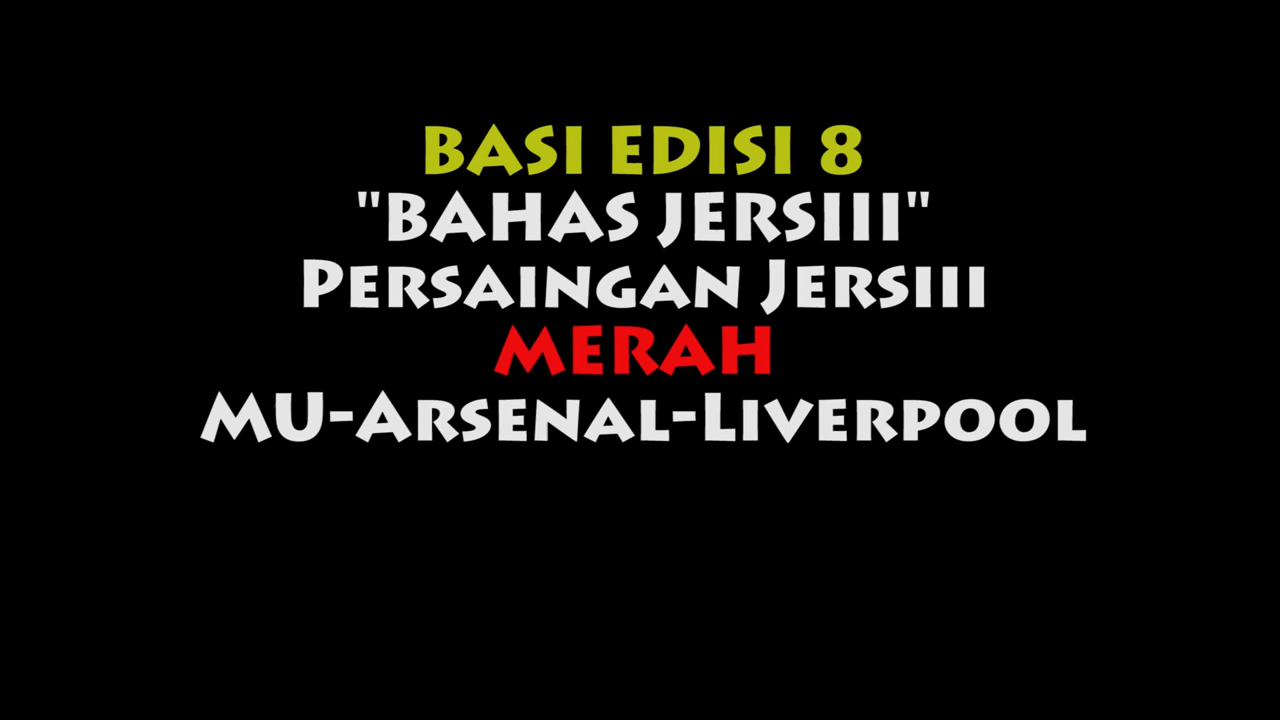 BASI EDISI 8
"BAHAS JERSIII"
Persaingan Jersiii
MERAH
MU-Arsenal-Liverpool